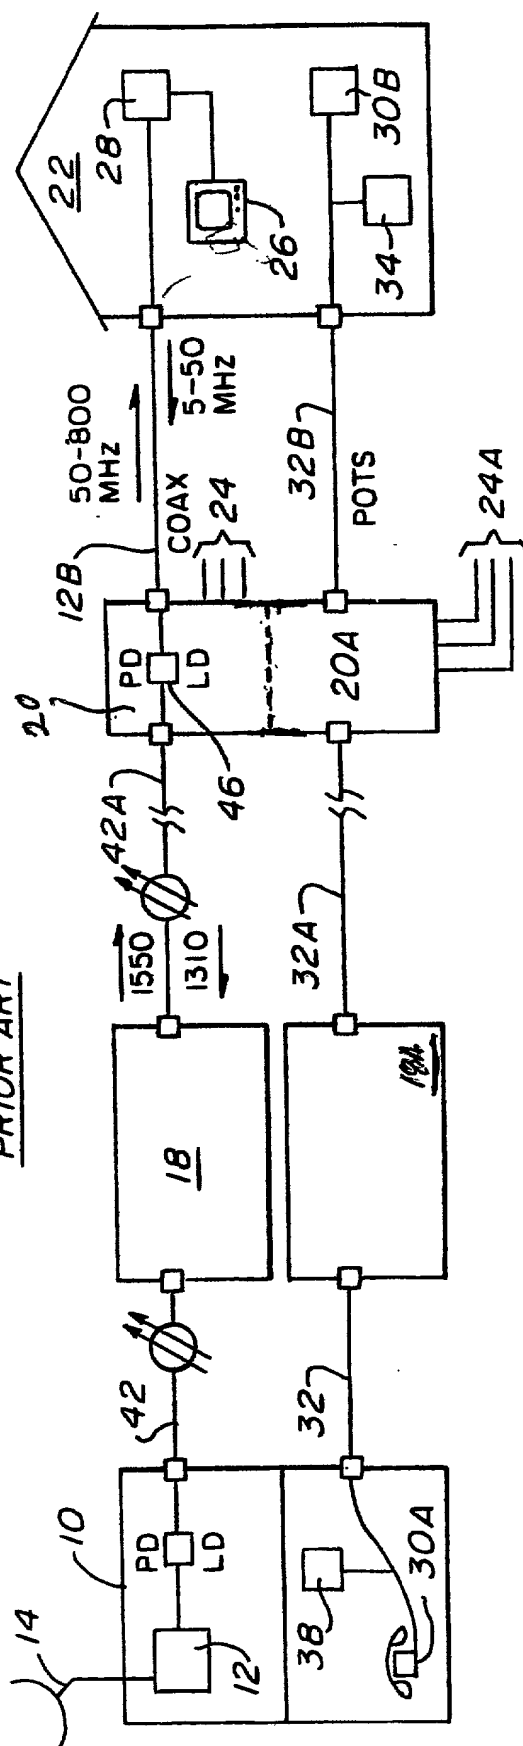 PRIOR ART
14
10
12
PD
LD
38
30A
42
32
18
18A
1550
1310
42A
32A
20
PD
LD
46
20A
12B
COAX
24
24A
50-800
MHZ
5-50
MHZ
32B
POTS
22
28
26
34
30B